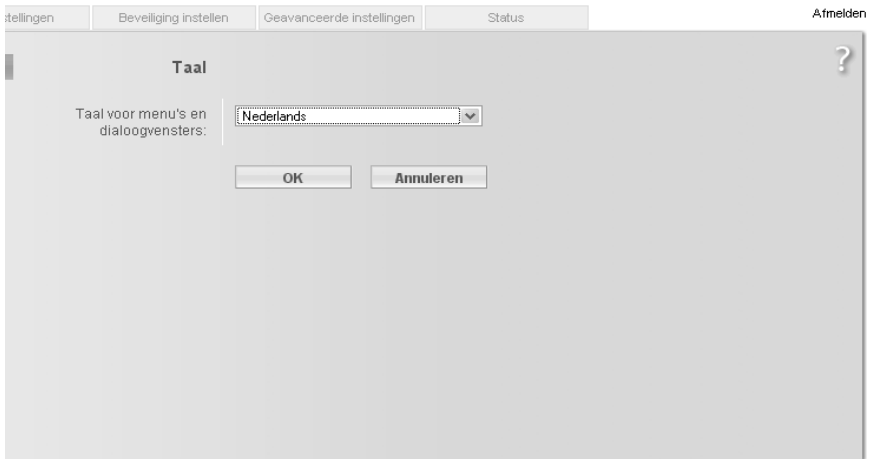 stellingen Beveiliging instellen Geavanceerde instellingen Status Afmelden
Taal ?
Taal voor menu's en Nederlands
dialoogvensters:
OK Annuleren